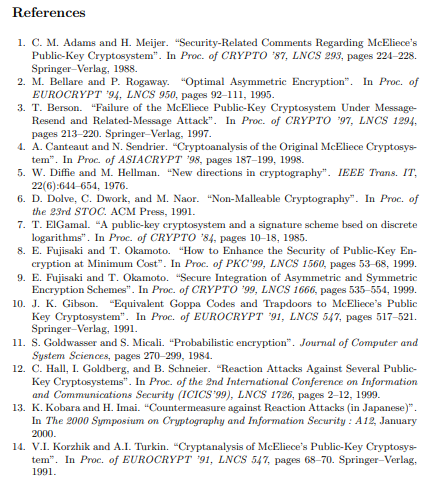 References
1. C. M. Adams and H. Meijer. “Security-Related Comments Regarding McEliece’s
Public-Key Cryptosystem”. In Proc. of CRYPTO ’87, LNCS 293, pages 224–228.
Springer–Verlag, 1988.
2. M. Bellare and P. Rogaway. “Optimal Asymmetric Encryption”. In Proc. of
EUROCRYPT ’94, LNCS 950, pages 92–111, 1995.
3. T. Berson. “Failure of the McEliece Public-Key Cryptosystem Under Message-
Resend and Related-Message Attack”. In Proc. of CRYPTO ’97, LNCS 1294,
pages 213–220. Springer–Verlag, 1997.
4. A. Canteaut and N. Sendrier. “Cryptoanalysis of the Original McEliece Cryptosys-
tem”. In Proc. of ASIACRYPT ’98, pages 187–199, 1998.
5. W. Diffie and M. Hellman. “New directions in cryptography”. IEEE Trans. IT,
22(6):644–654, 1976.
6. D. Dolve, C. Dwork, and M. Naor. “Non-Malleable Cryptography”. In Proc. of
the 23rd STOC. ACM Press, 1991.
7. T. ElGamal. “A public-key cryptosystem and a signature scheme bsed on discrete
logarithms”. In Proc. of CRYPTO ’84, pages 10–18, 1985.
8. E. Fujisaki and T. Okamoto. “How to Enhance the Security of Public-Key En-
cryption at Minimum Cost”. In Proc. of PKC’99, LNCS 1560, pages 53–68, 1999.
9. E. Fujisaki and T. Okamoto. “Secure Integration of Asymmetric and Symmetric
Encryption Schemes”. In Proc. of CRYPTO ’99, LNCS 1666, pages 535–554, 1999.
10. J. K. Gibson. “Equivalent Goppa Codes and Trapdoors to McEliece’s Public
Key Cryptosystem”. In Proc. of EUROCRYPT ’91, LNCS 547, pages 517–521.
Springer–Verlag, 1991.
11. S. Goldwasser and S. Micali. “Probabilistic encryption”. Journal of Computer and
System Sciences, pages 270–299, 1984.
12. C. Hall, I. Goldberg, and B. Schneier. “Reaction Attacks Against Several Public-
Key Cryptosystems”. In Proc. of the 2nd International Conference on Information
and Communications Security (ICICS’99), LNCS 1726, pages 2–12, 1999.
13. K. Kobara and H. Imai. “Countermeasure against Reaction Attacks (in Japanese)”.
In The 2000 Symposium on Cryptography and Information Security : A12, January
2000.
14. V.I. Korzhik and A.I. Turkin. “Cryptanalysis of McEliece’s Public-Key Cryptosys-
tem”. In Proc. of EUROCRYPT ’91, LNCS 547, pages 68–70. Springer–Verlag,
1991.